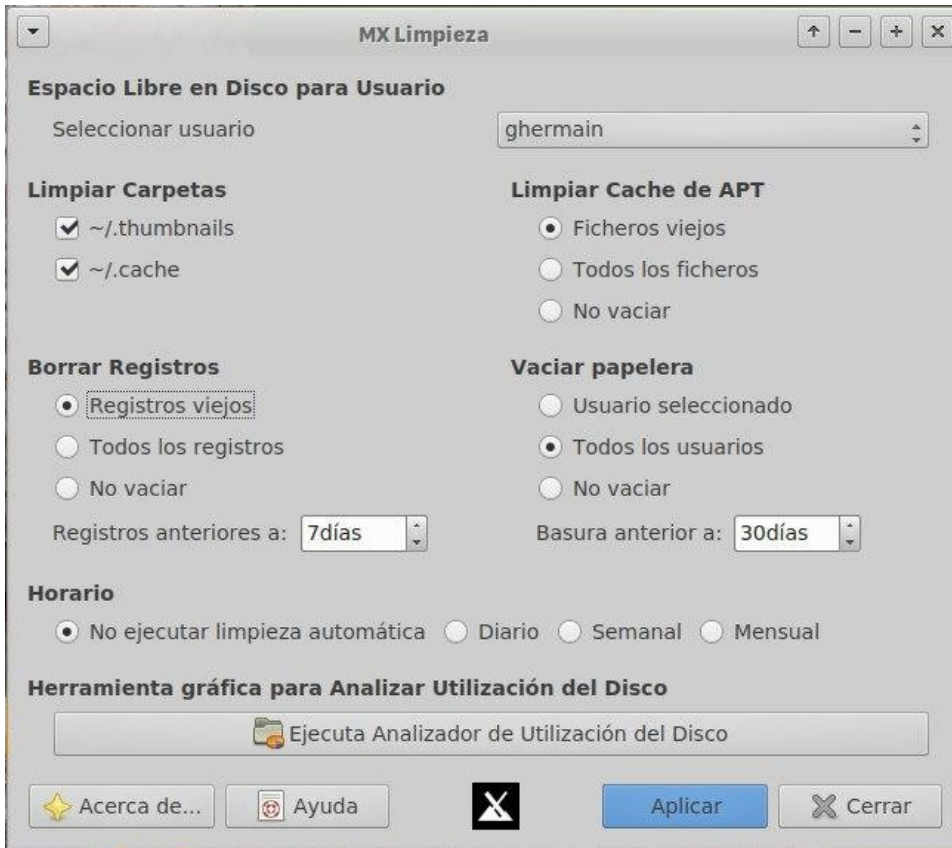 MX Limpieza
Espacio Libre en Disco para Usuario
Seleccionar usuario
ghermain
Limpiar Carpetas
~/.thumbnails
~/.cache
Limpiar Cache de APT
Ficheros viejos
Todos los ficheros
No vaciar
Borrar Registros
Registros viejos
Todos los registros
No vaciar
Registros anteriores a: 7días
Vaciar papelera
Usuario seleccionado
Todos los usuarios
No vaciar
Basura anterior a: 30días
Horario
No ejecutar limpieza automática Diario Semanal Mensual
Herramienta gráfica para Analizar Utilización del Disco
Ejecuta Analizador de Utilización del Disco
Acerca de... Ayuda Aplicar Cerrar